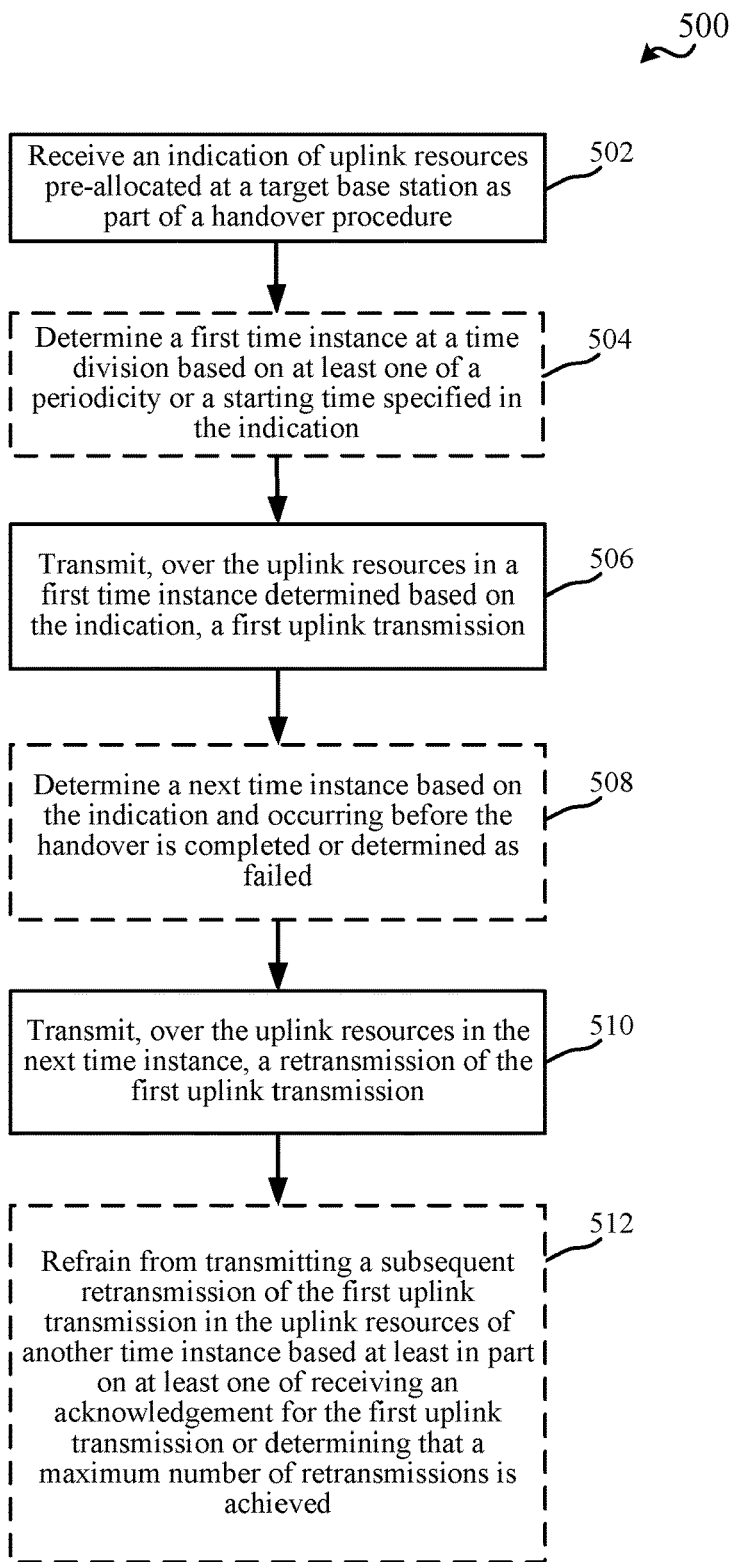 500
Receive an indication of uplink resources
pre-allocated at a target base station as
part of a handover procedure
502
Determine a first time instance at a time
division based on at least one of a
periodicity or a starting time specified in
the indication
504
Transmit, over the uplink resources in a
first time instance determined based on
the indication, a first uplink transmission
506
Determine a next time instance based on
the indication and occurring before the
handover is completed or determined as
failed
508
Transmit, over the uplink resources in the
next time instance, a retransmission of the
first uplink transmission
510
Refrain from transmitting a subsequent
retransmission of the first uplink
transmission in the uplink resources of
another time instance based at least in part
on at least one of receiving an
acknowledgement for the first uplink
transmission or determining that a
maximum number of retransmissions is
achieved
512